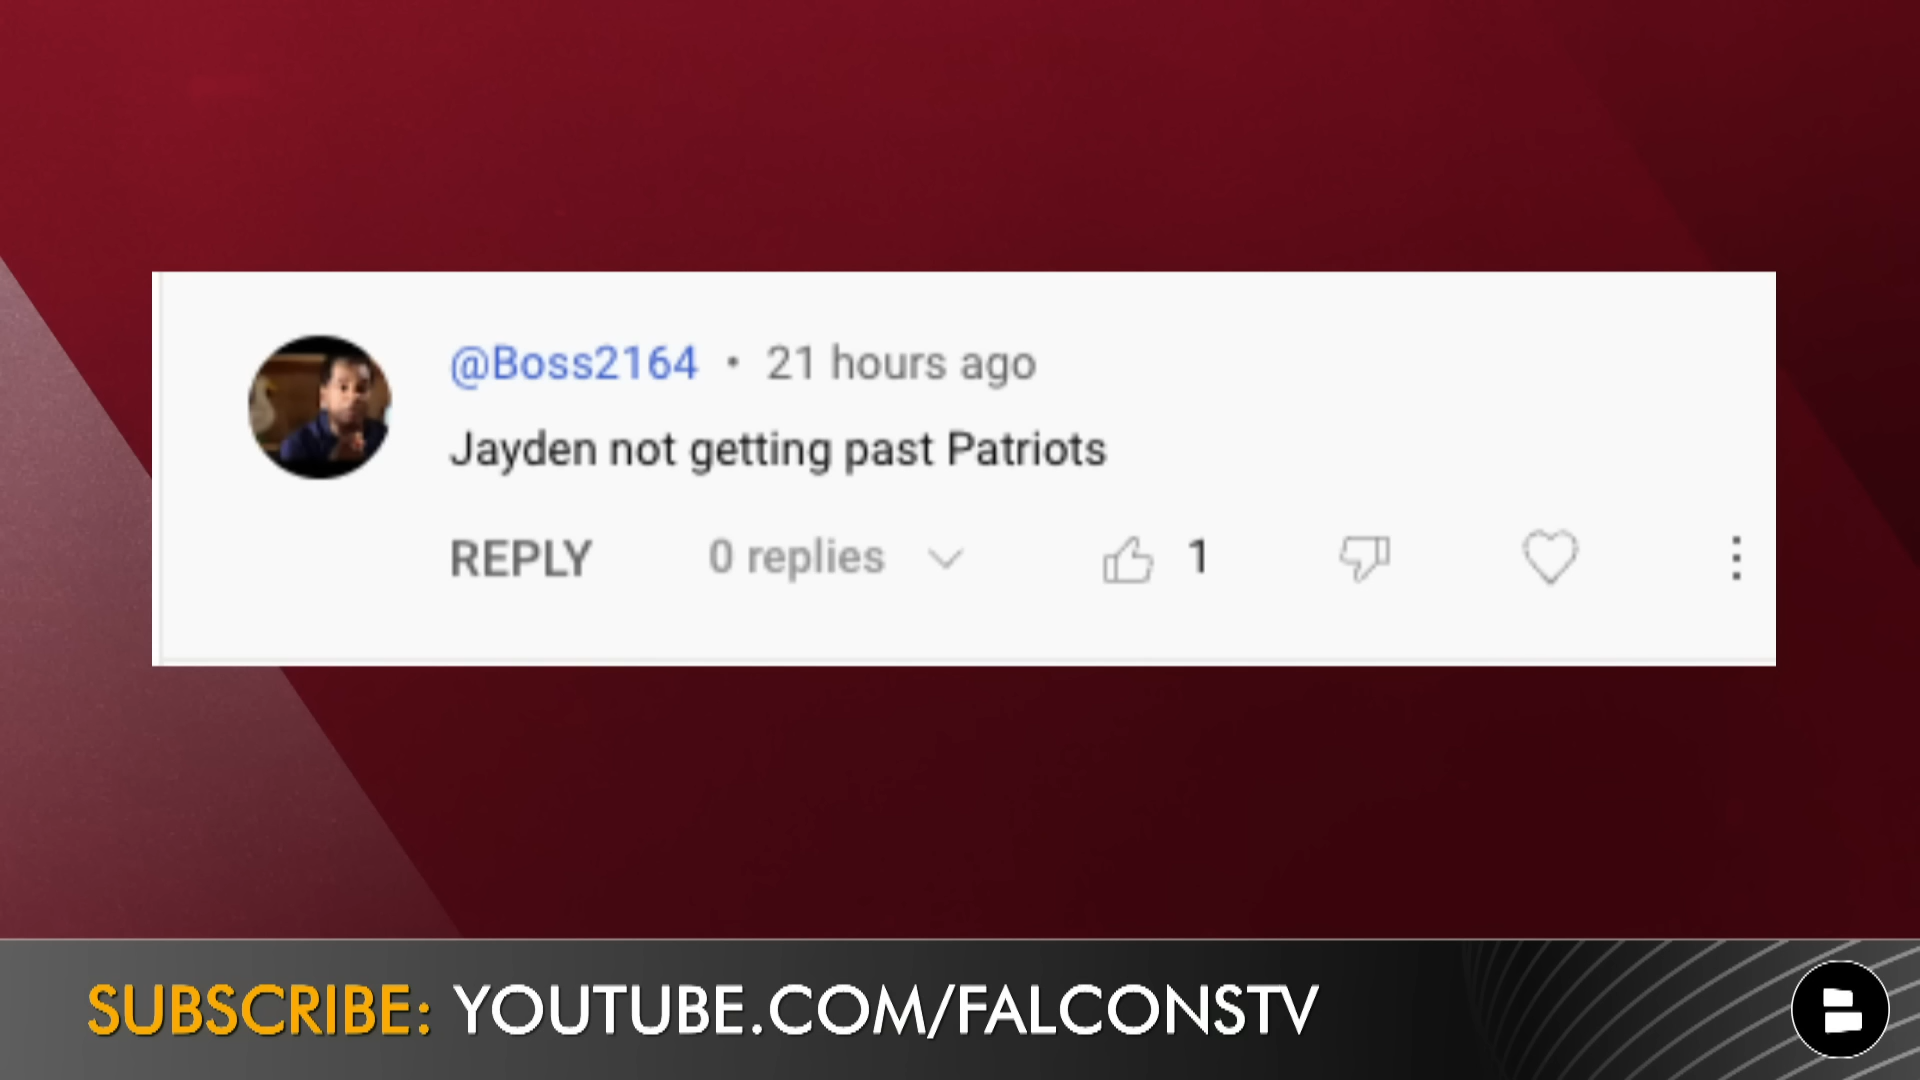 @Boss2164 • 21 hours ago
Jayden not getting past Patriots
REPLY 0 replies 1
SUBSCRIBE: YOUTUBE.COM/FALCONSTV